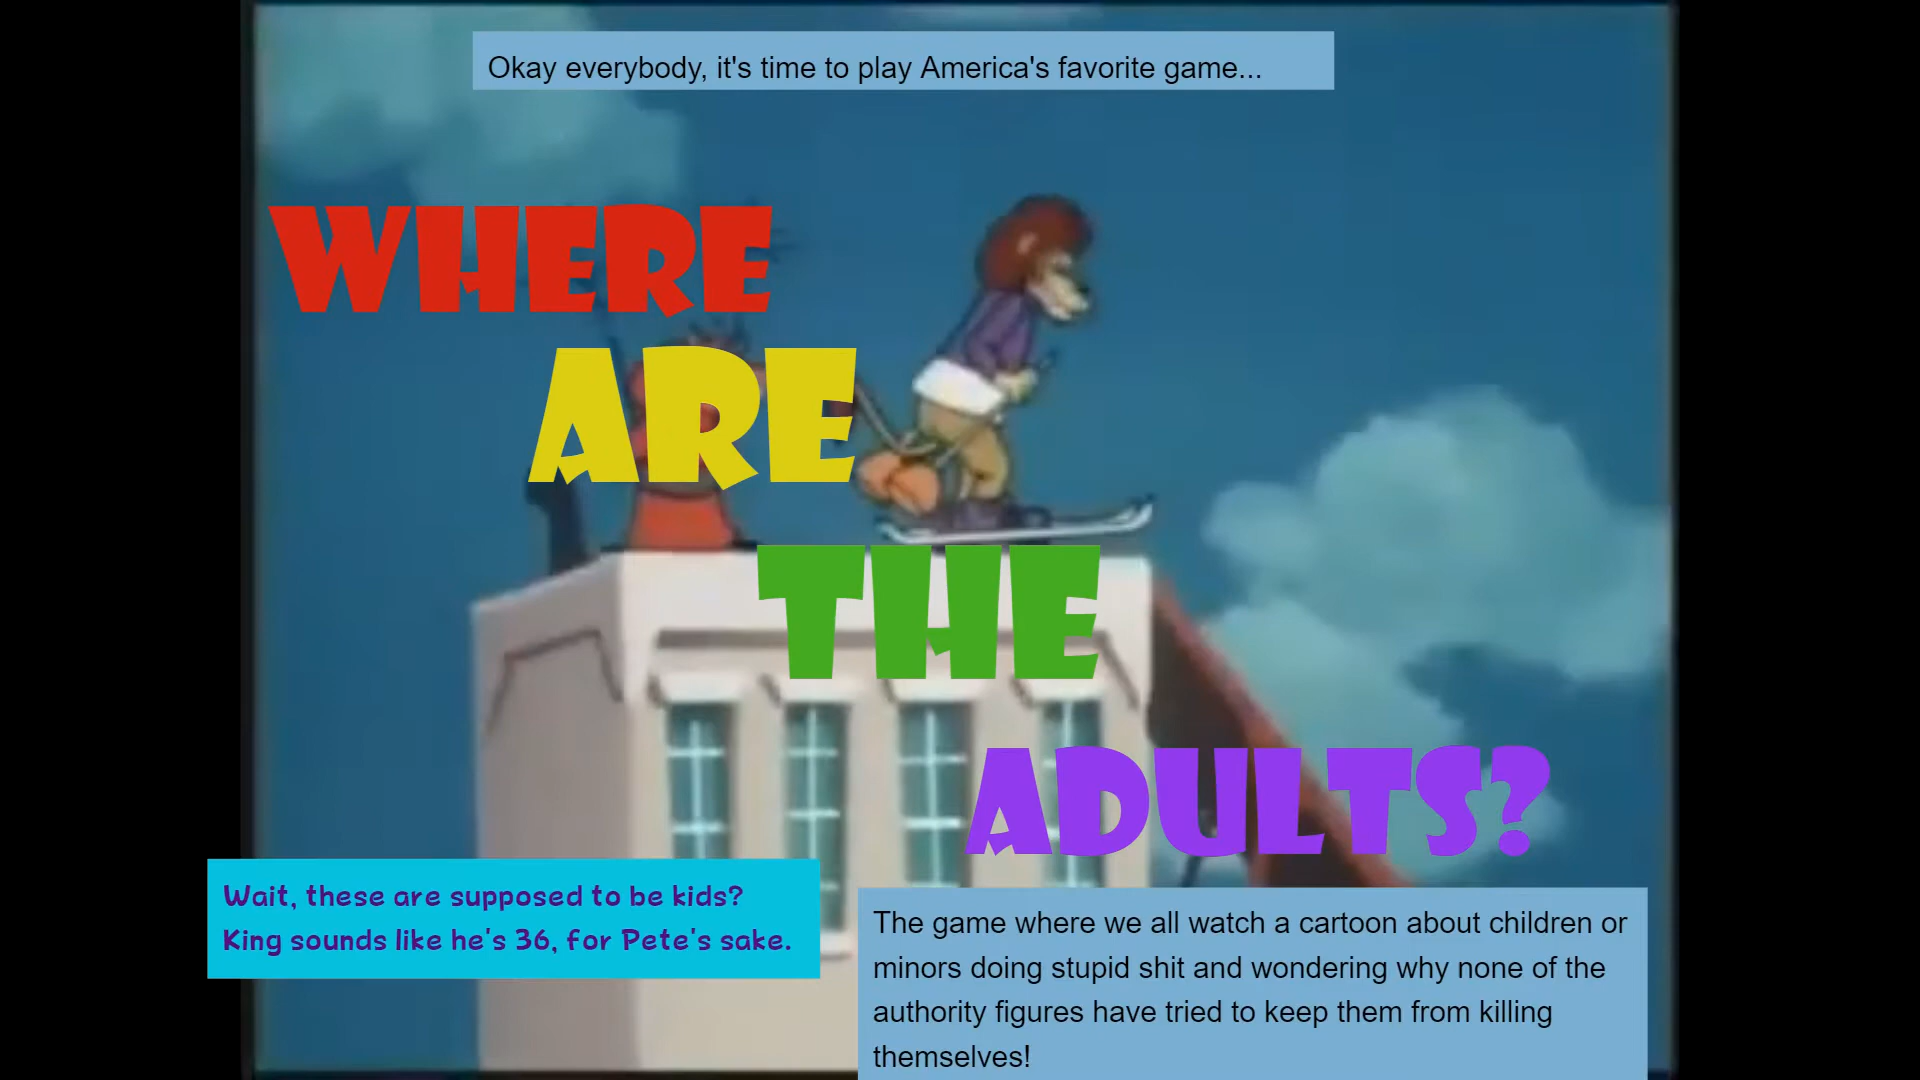 Okay everybody, it's time to play America's favorite game...
WHERE
ARE
THE
ADULTS?
Wait, these are supposed to be kids?
King sounds like he's 36, for Pete's sake.
The game where we all watch a cartoon about children or
minors doing stupid shit and wondering why none of the
authority figures have tried to keep them from killing
themselves!